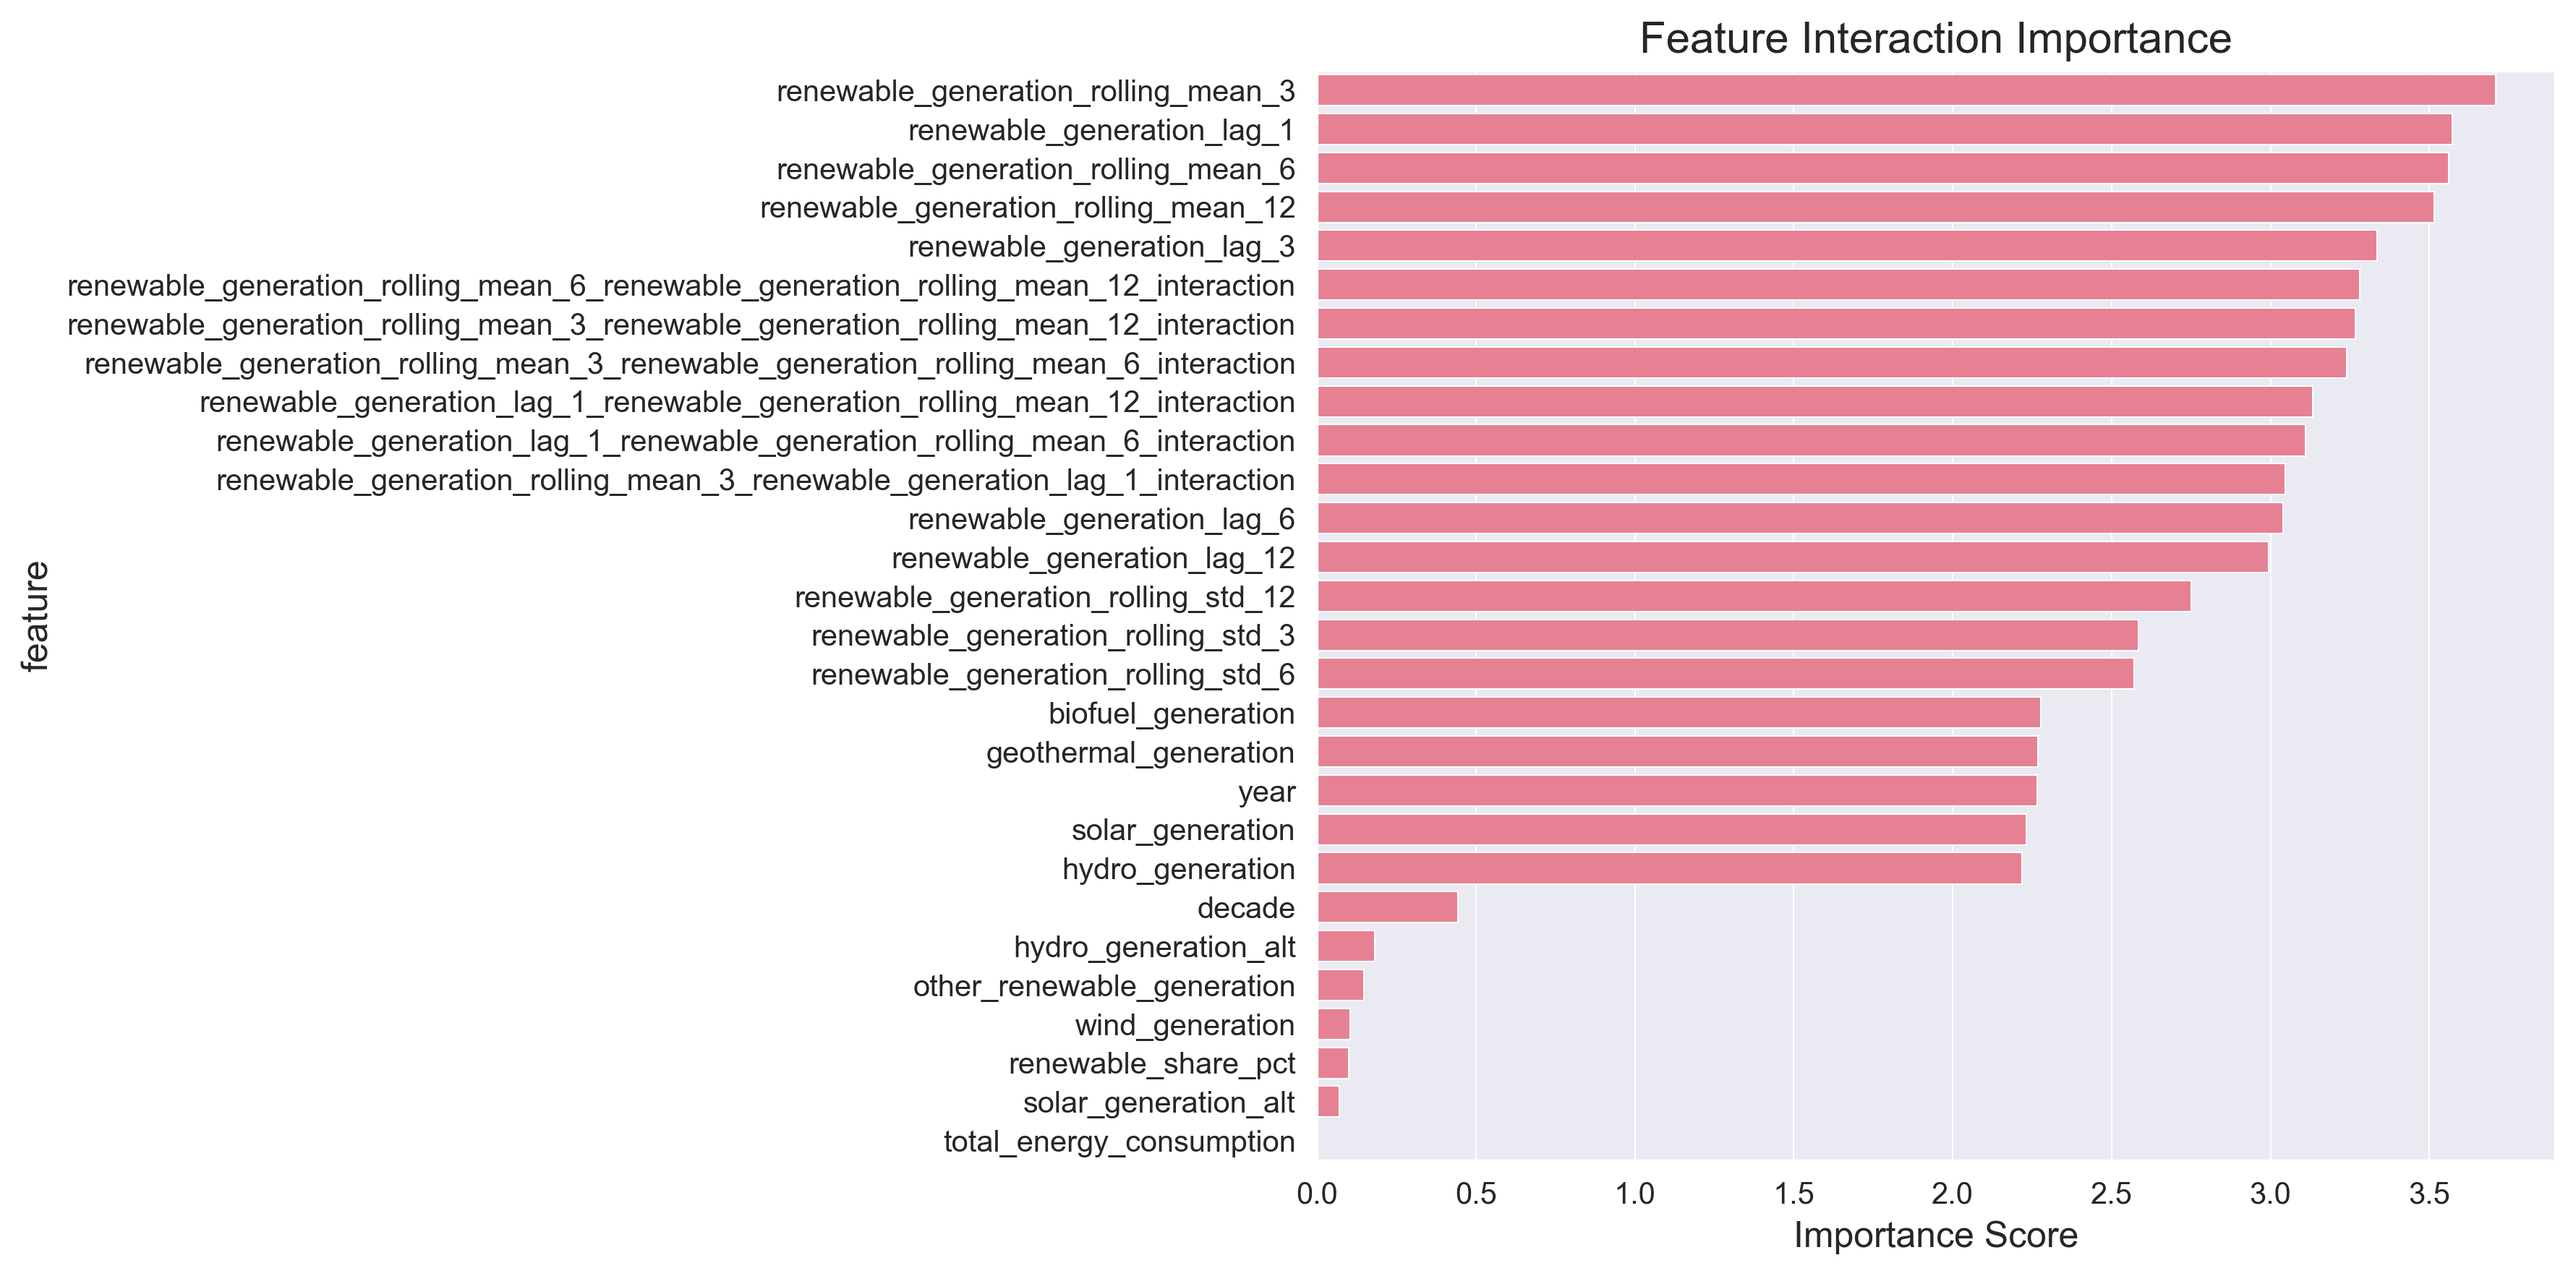 Feature Interaction Importance
feature
renewable_generation_rolling_mean_3
renewable_generation_lag_1
renewable_generation_rolling_mean_6
renewable_generation_rolling_mean_12
renewable_generation_lag_3
renewable_generation_rolling_mean_6_renewable_generation_rolling_mean_12_interaction
renewable_generation_rolling_mean_3_renewable_generation_rolling_mean_12_interaction
renewable_generation_rolling_mean_3_renewable_generation_rolling_mean_6_interaction
renewable_generation_lag_1_renewable_generation_rolling_mean_12_interaction
renewable_generation_lag_1_renewable_generation_rolling_mean_6_interaction
renewable_generation_rolling_mean_3_renewable_generation_lag_1_interaction
renewable_generation_lag_6
renewable_generation_lag_12
renewable_generation_rolling_std_12
renewable_generation_rolling_std_3
renewable_generation_rolling_std_6
biofuel_generation
geothermal_generation
year
solar_generation
hydro_generation
decade
hydro_generation_alt
other_renewable_generation
wind_generation
renewable_share_pct
solar_generation_alt
total_energy_consumption
0.0 0.5 1.0 1.5 2.0 2.5 3.0 3.5
Importance Score